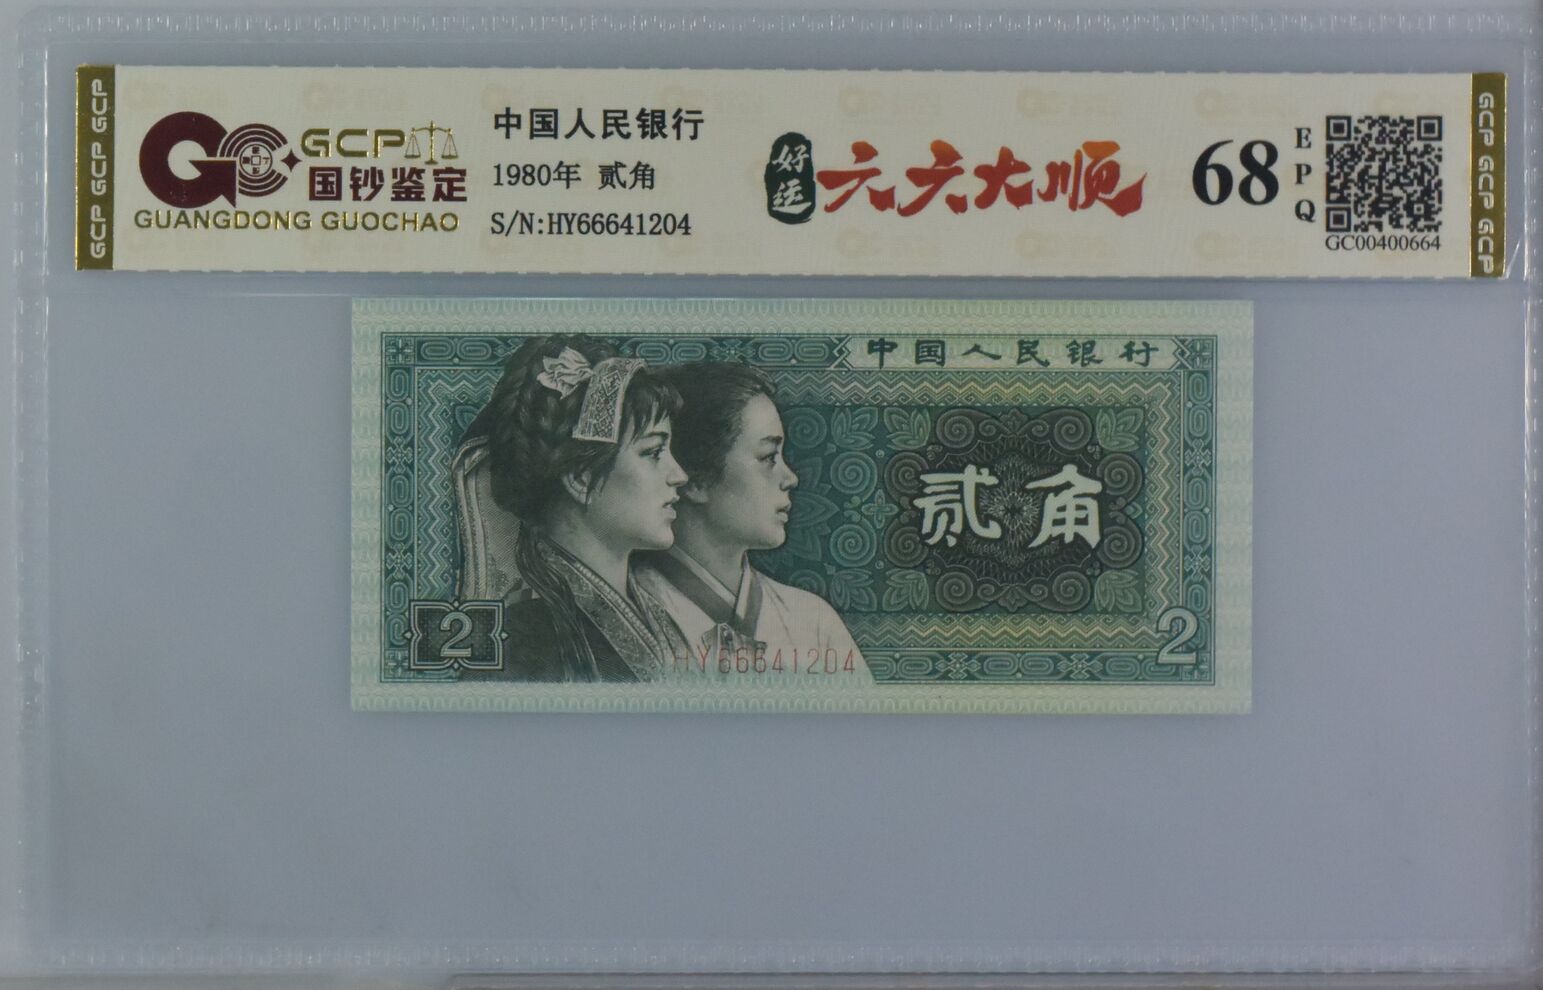 GCP GCP GCP
GCP
国钞鉴定
GUANGDONG GUOCHAO
中国人民银行
1980年 贰角
S/N:HY66641204
好运
六六大顺
68
EPQ
GC00400664
GCP GCP GCP
中国人民银行
贰角
2
2
HY66641204